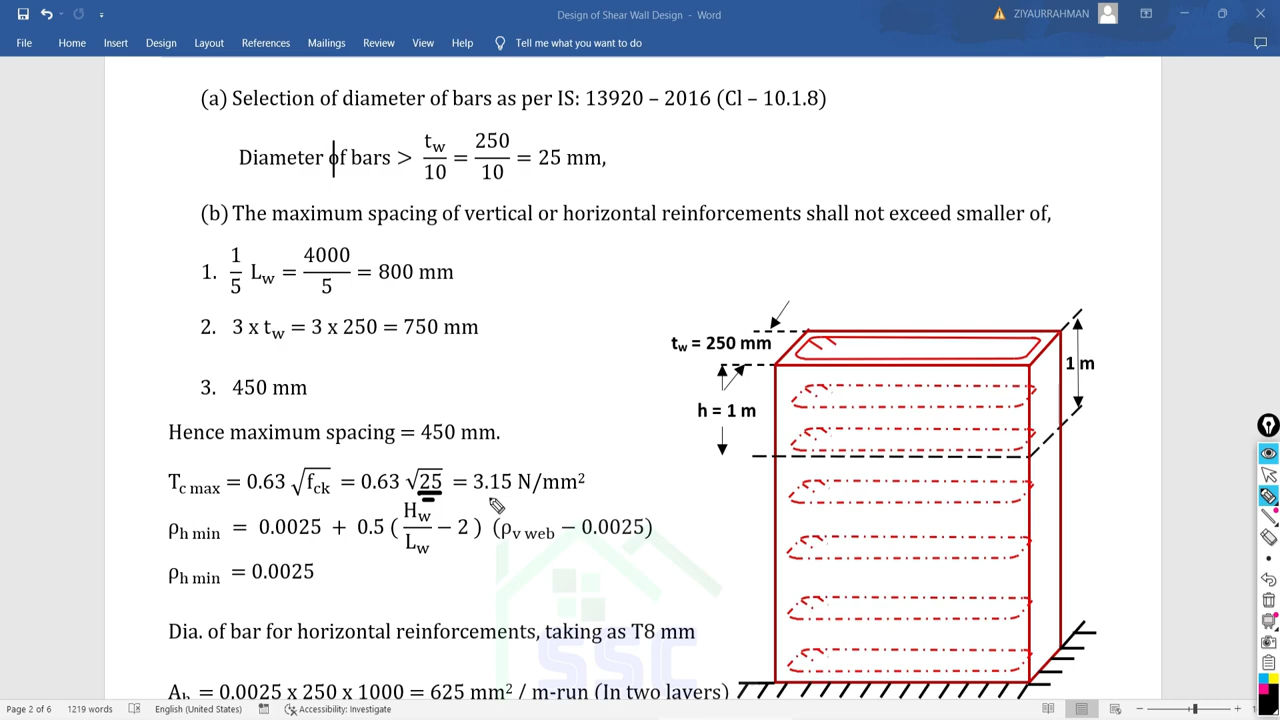 Design of Shear Wall Design - Word
ZIYAURRAHMAN
File Home Insert Design Layout References Mailings Review View Help Tell me what you want to do
(a) Selection of diameter of bars as per IS: 13920 – 2016 (Cl – 10.1.8)
Diameter of bars > tw/10 = 250/10 = 25 mm,
(b) The maximum spacing of vertical or horizontal reinforcements shall not exceed smaller of,
1. 1/5 Lw = 4000/5 = 800 mm
2. 3 x tw = 3 x 250 = 750 mm
3. 450 mm
Hence maximum spacing = 450 mm.
Tc max = 0.63 √fck = 0.63 √25 = 3.15 N/mm²
ρh min = 0.0025 + 0.5 ( Hw/Lw − 2 ) (ρv web − 0.0025)
ρh min = 0.0025
Dia. of bar for horizontal reinforcements, taking as T8 mm
Ah = 0.0025 x 250 x 1000 = 625 mm² / m-run (In two layers)
tw = 250 mm
1 m
h = 1 m
SSC
Page 2 of 6 1219 words English (United States) Accessibility: Investigate